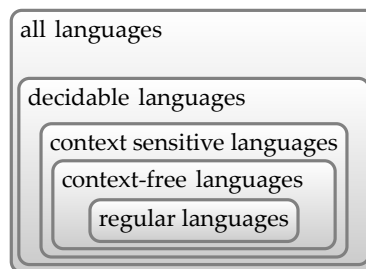 all languages
decidable languages
context sensitive languages
context-free languages
regular languages